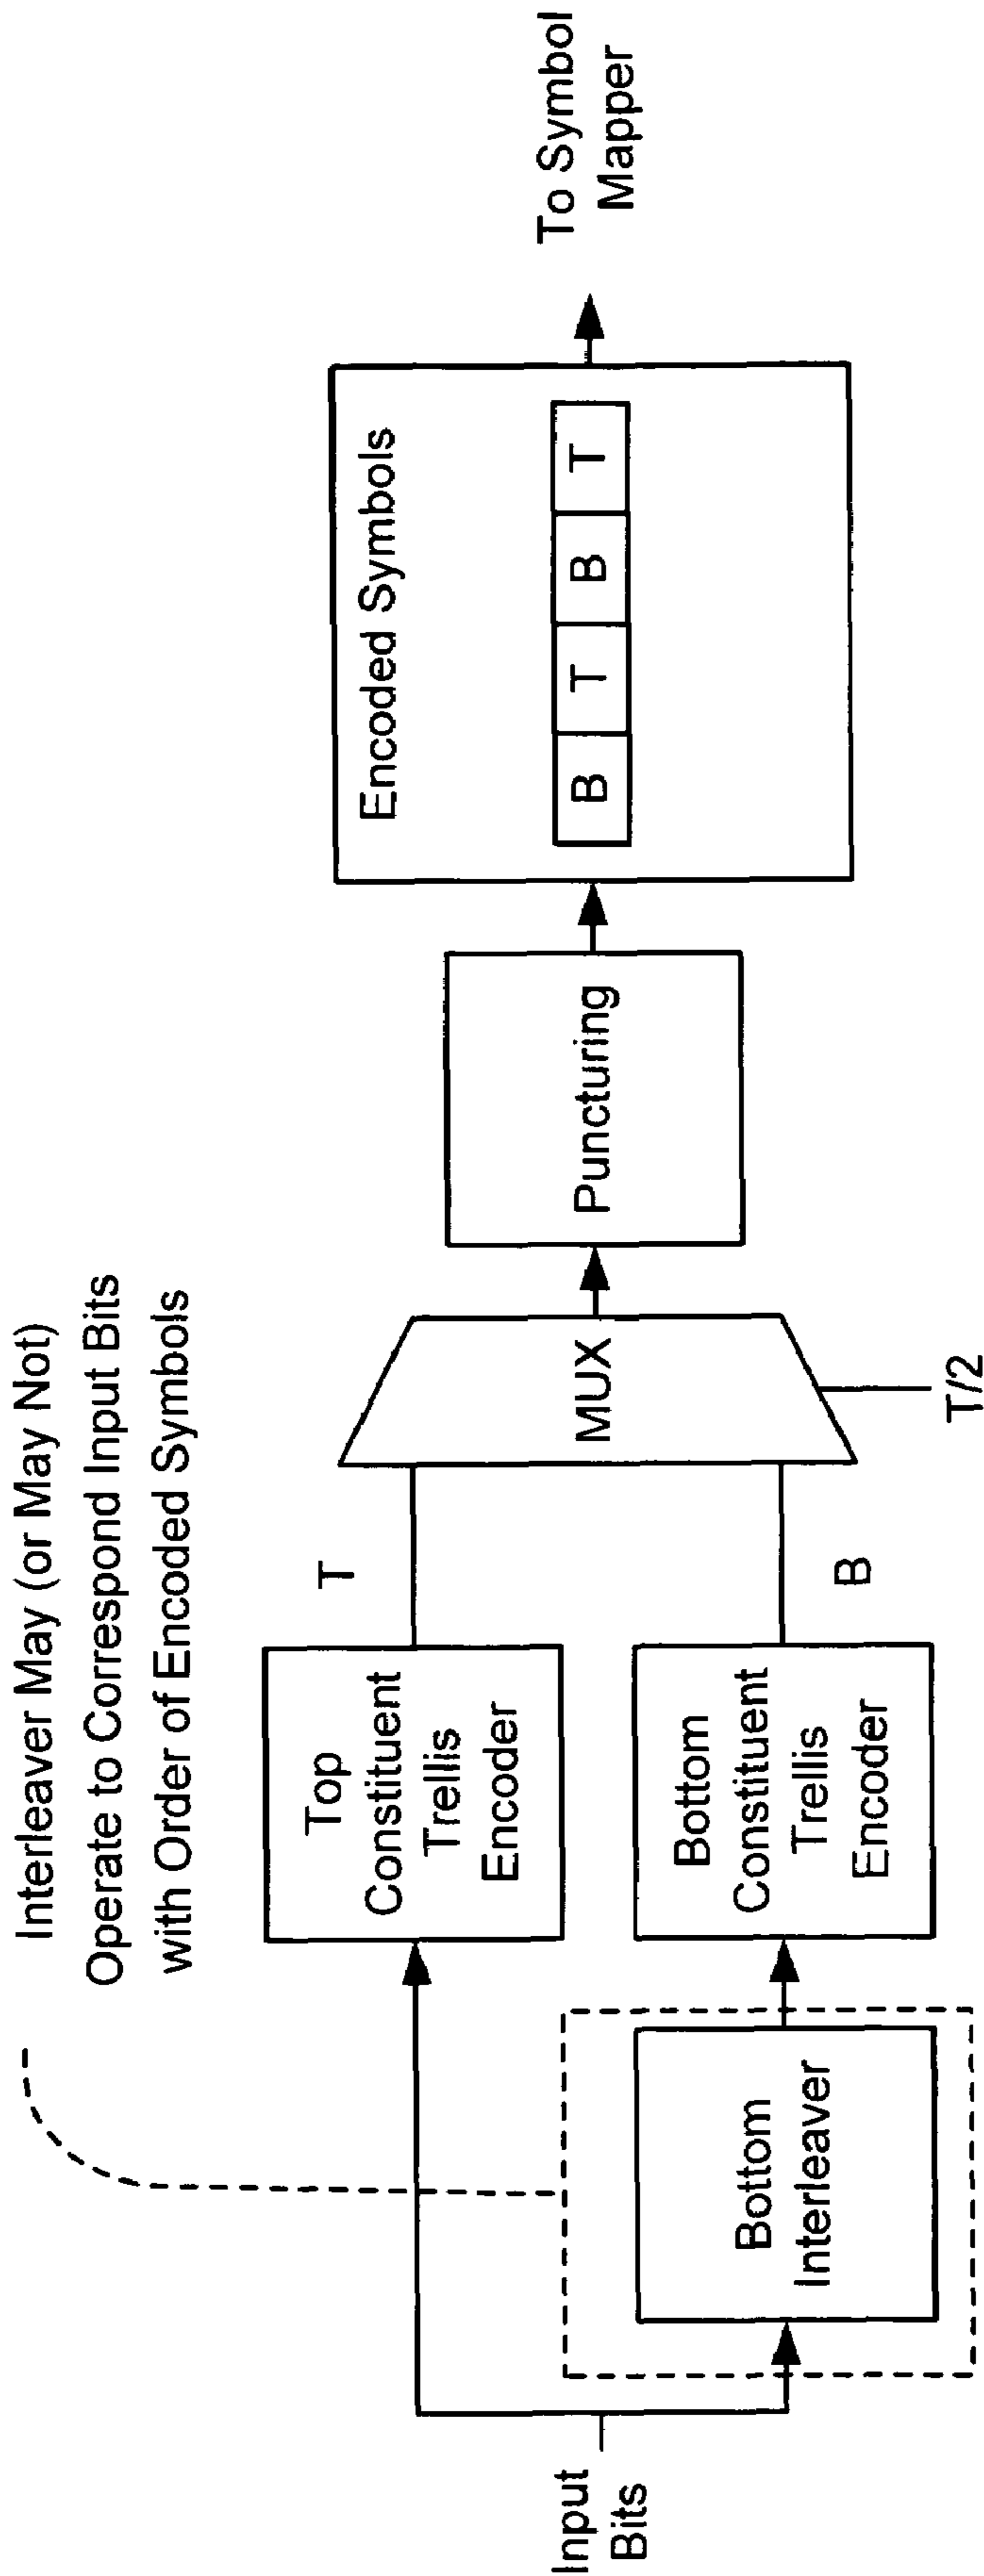 Interleaver May (or May Not)
Operate to Correspond Input Bits
with Order of Encoded Symbols
Input
Bits
Bottom
Interleaver
Top
Constituent
Trellis
Encoder
Bottom
Constituent
Trellis
Encoder
T
B
MUX
T/2
Puncturing
Encoded Symbols
B T B T
To Symbol
Mapper